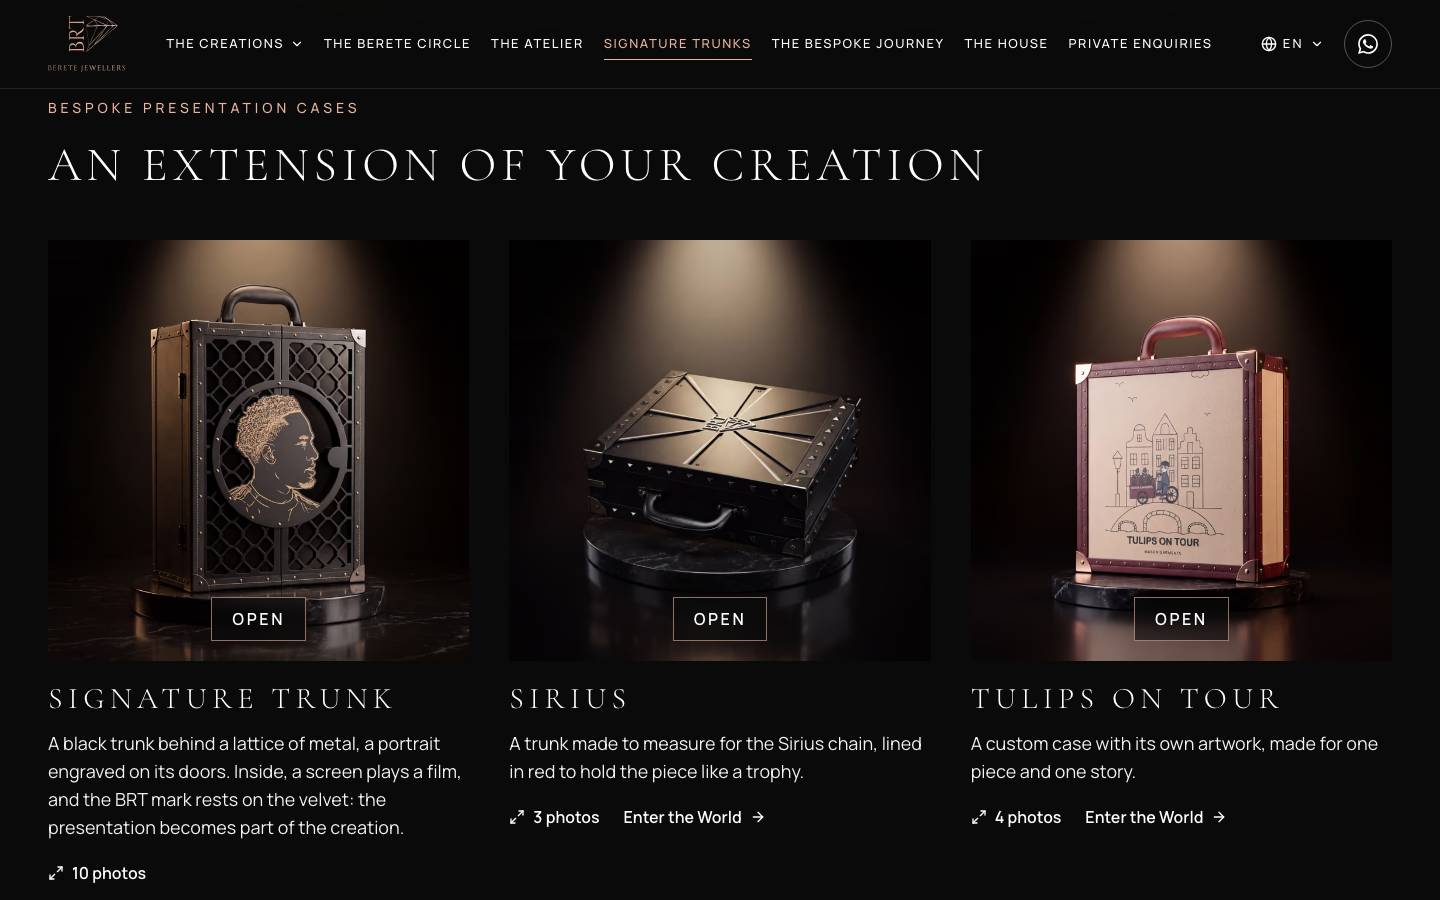 BRT
BERETE JEWELLERS
THE CREATIONS
THE BERETE CIRCLE
THE ATELIER
SIGNATURE TRUNKS
THE BESPOKE JOURNEY
THE HOUSE
PRIVATE ENQUIRIES
EN
BESPOKE PRESENTATION CASES
AN EXTENSION OF YOUR CREATION
TULIPS ON TOUR
OPEN
OPEN
OPEN
SIGNATURE TRUNK
A black trunk behind a lattice of metal, a portrait
engraved on its doors. Inside, a screen plays a film,
and the BRT mark rests on the velvet: the
presentation becomes part of the creation.
10 photos
SIRIUS
A trunk made to measure for the Sirius chain, lined
in red to hold the piece like a trophy.
3 photos
Enter the World
TULIPS ON TOUR
A custom case with its own artwork, made for one
piece and one story.
4 photos
Enter the World